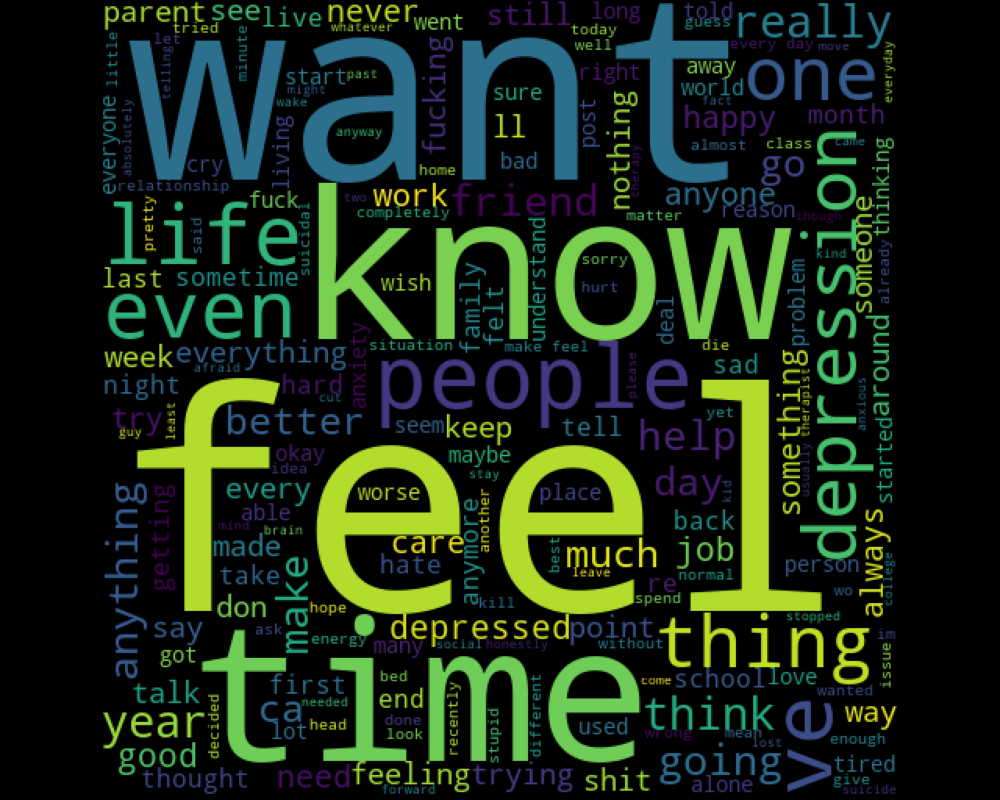 parent see live never went still long told guess really
tried whatever today well every day move
want
little let telling minute start past might wake fucking sure right away world one everyday
everyone absolutely living anyway ll post nothing therapy fact happy month
cry home bad almost class came go
relationship two work friend anyone reason though thinking
fuck completely matter
life pretty said suicidal know sorry someone kind already
last sometime wish family felt understand hurt deal problem depression
even
week everything anxiety situation make feel die around
afraid people please sad
night hard cut something therapist anxious started
try guy least better seem keep tell help yet usually
okay idea maybe stay
feel
anything getting every able worse another place day kid
mind brain anymore back always
made care best much job college
take hate leave normal person
re wo
don make hope kill spend stopped
say ask energy depressed point thing im issue
got many social honestly without
time
talk first bed come school love wanted
year decided ca needed end think ve way
lot head done look recently stupid different used wrong mean lost enough
good going tired
thought need feeling trying shit alone give
forward suicide